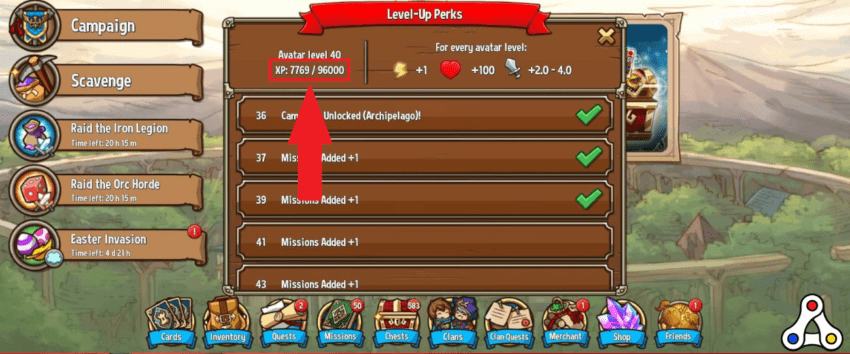 Level-Up Perks
Campaign
Scavenge
Raid the Iron Legion
Time left: 20 h 15 m
Raid the Orc Horde
Time left: 20 h 15 m
Easter Invasion
Time left: 4 d 21 h
1
Avatar level 40
XP: 7769 / 96000
For every avatar level:
+1 +100 +2.0 - 4.0
36 Unlocked (Archipelago)!
37 Missions Added +1
39 Missions Added +1
41 Missions Added +1
43 Missions Added +1
2 50 583 1 1
Cards Inventory Quests Missions Chests Clans Clan Quests Merchant Shop Friends